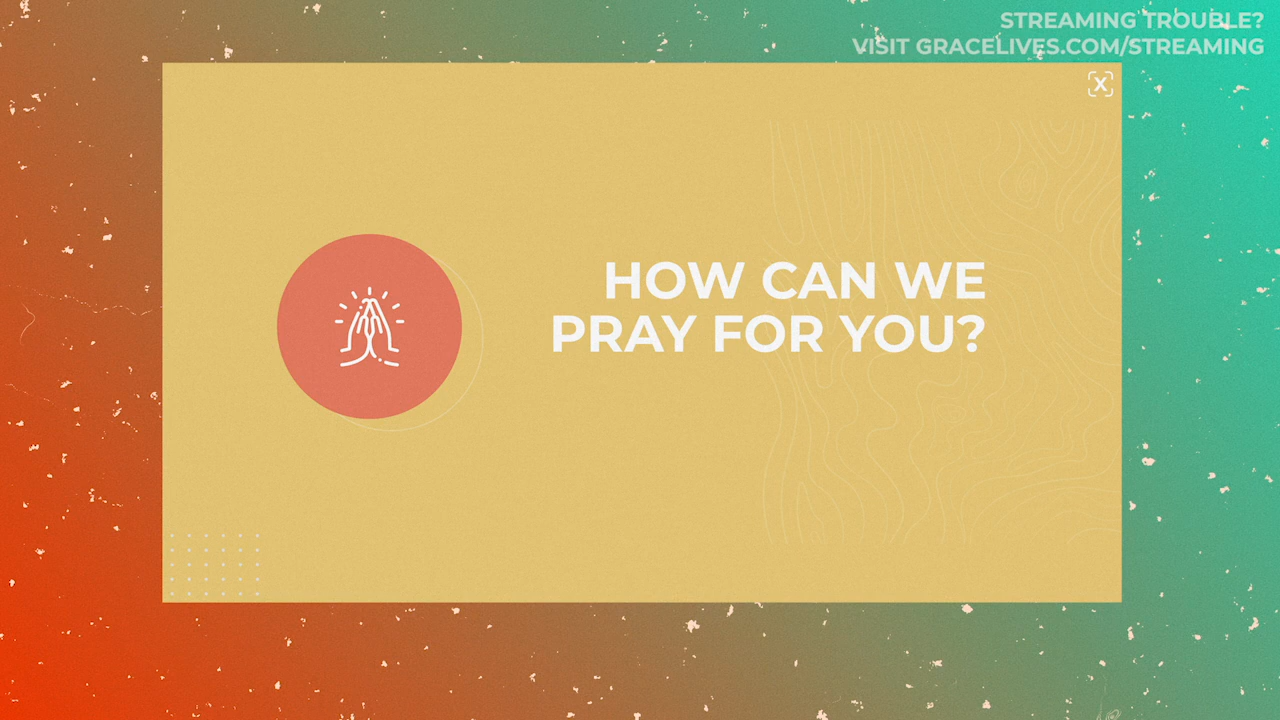 STREAMING TROUBLE?
VISIT GRACELIVES.COM/STREAMING
X
HOW CAN WE
PRAY FOR YOU?